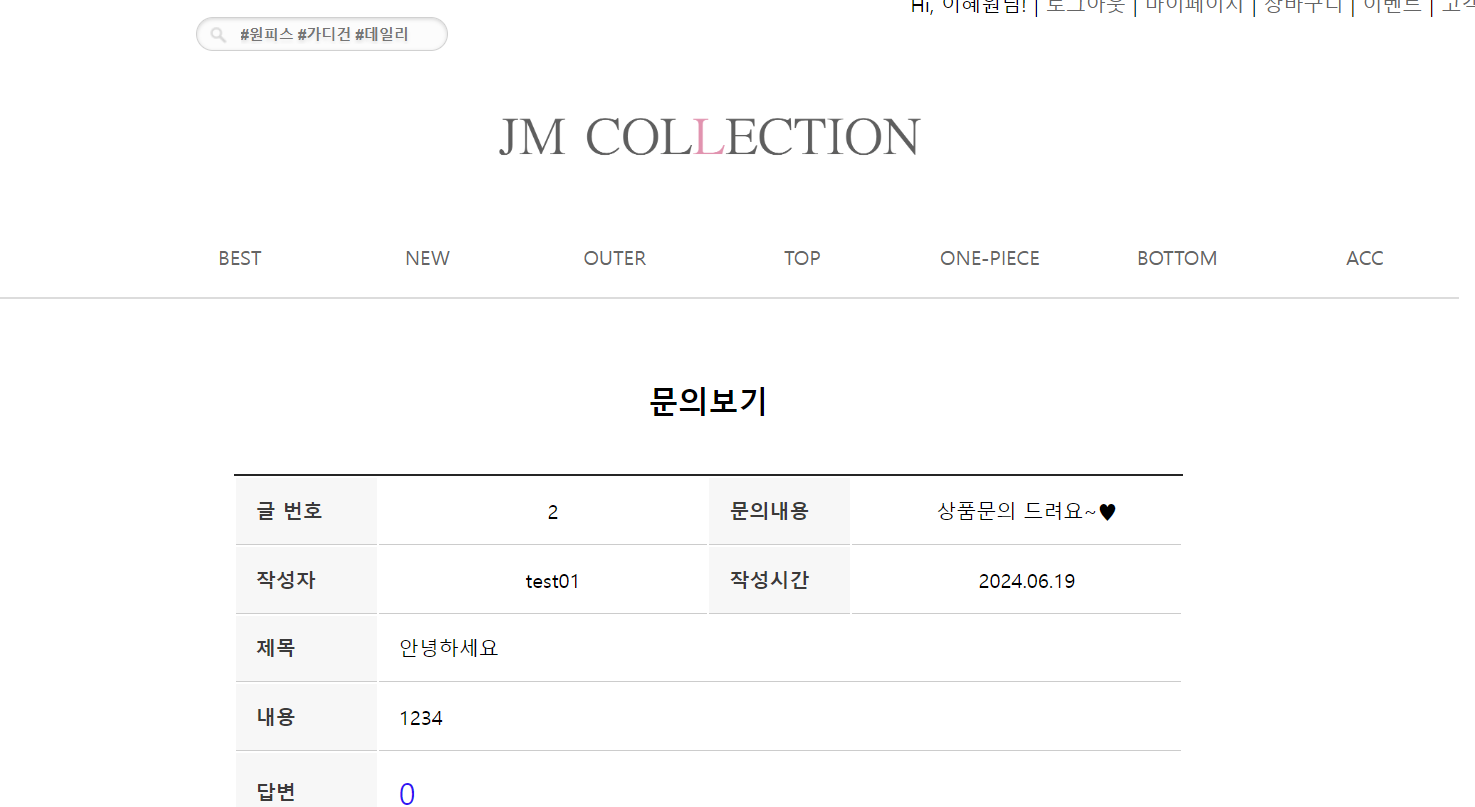 Hi, 이혜원님! | 로그아웃 | 마이페이지 | 장바구니 | 이벤트 |
#원피스 #가디건 #데일리
JM COLLECTION
BEST NEW OUTER TOP ONE-PIECE BOTTOM ACC
문의보기
글 번호 2 문의내용 상품문의 드려요~♥
작성자 test01 작성시간 2024.06.19
제목 안녕하세요
내용 1234
답변 0